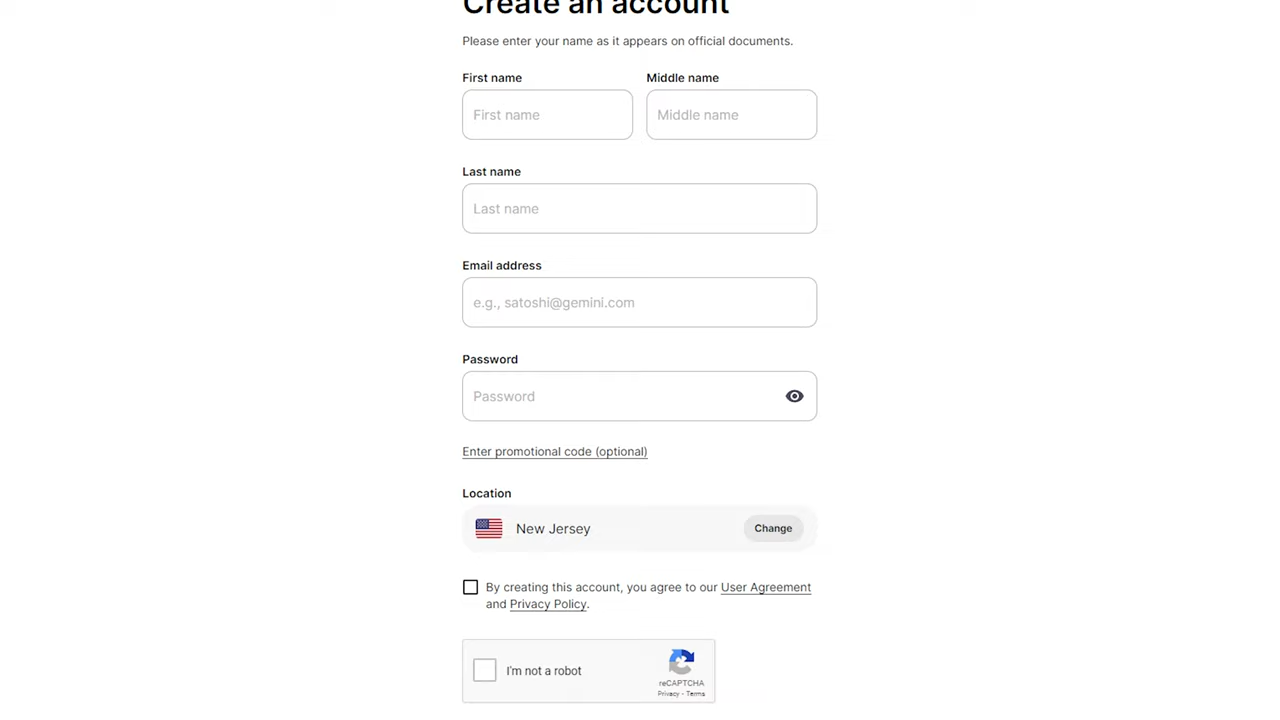 Create an account
Please enter your name as it appears on official documents.
First name Middle name
First name Middle name
Last name
Last name
Email address
e.g., satoshi@gemini.com
Password
Password
Enter promotional code (optional)
Location
New Jersey Change
By creating this account, you agree to our User Agreement
and Privacy Policy.
I'm not a robot
reCAPTCHA
Privacy - Terms